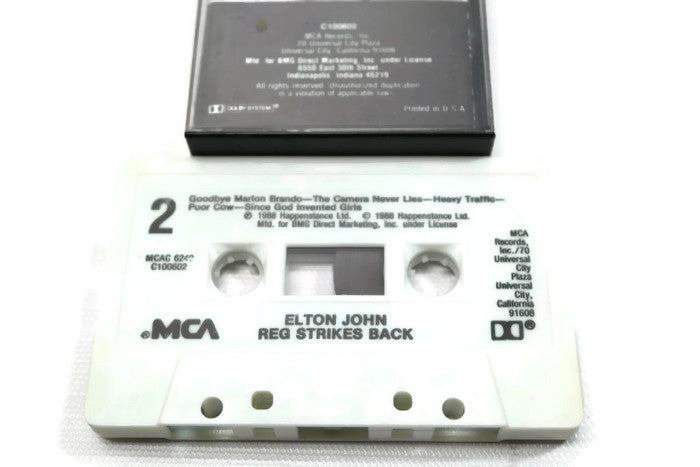 C100602
MCA Records, Inc.
70 Universal City Plaza
Universal City, California 91608
Mfd. for BMG Direct Marketing, Inc. under License
6550 East 30th Street
Indianapolis, Indiana 46219
All rights reserved. Unauthorized duplication
is a violation of applicable law.
DOLBY SYSTEM®
Printed in U.S.A.
2
Goodbye Marlon Brando—The Camera Never Lies—Heavy Traffic—
Poor Cow—Since God Invented Girls
℗ 1988 Happenstance Ltd. © 1988 Happenstance Ltd.
Mfd. for BMG Direct Marketing, Inc. under License
MCAC 6240
C100602
MCA
Records,
Inc./70
Universal
City
Plaza
Universal
City,
California
91608
®MCA
ELTON JOHN
REG STRIKES BACK
®